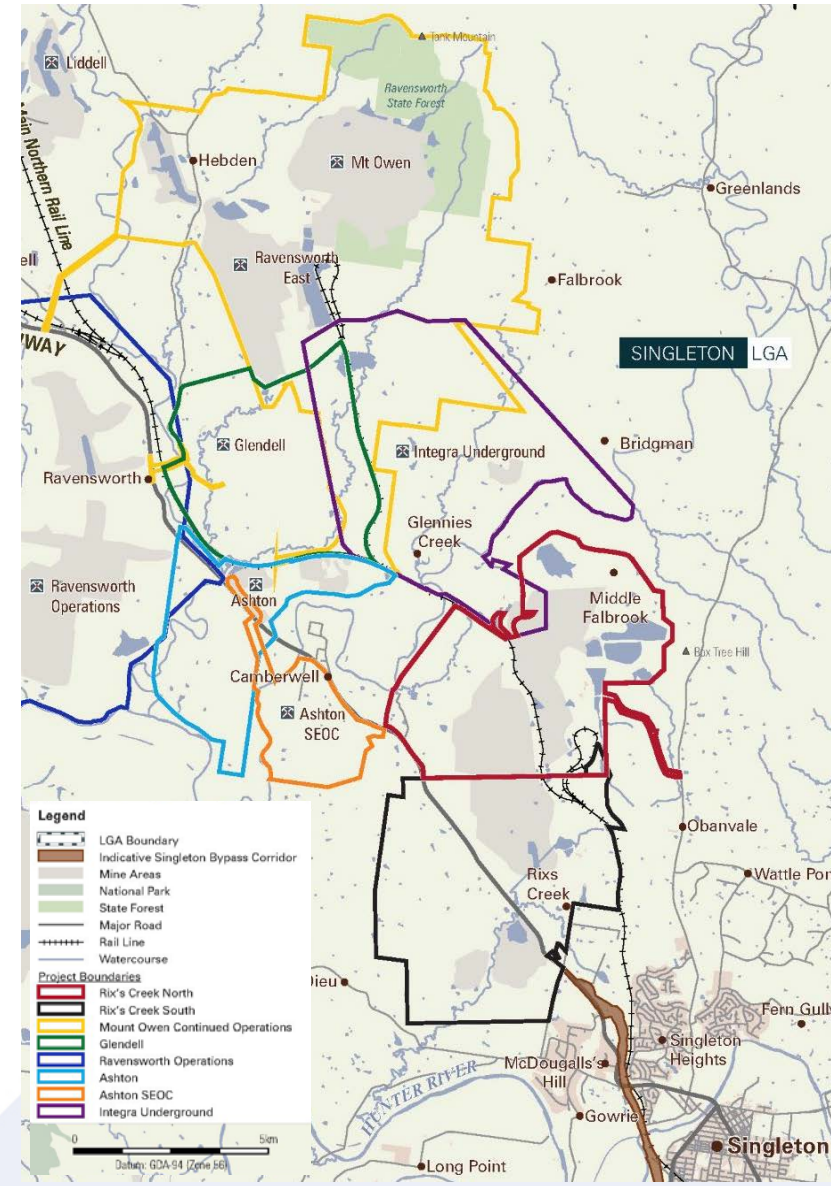 Tank Mountain
Liddell
Ravensworth
State Forest
Main Northern Rail Line
Hebden
Mt Owen
Greenlands
ell
Ravensworth
East
Falbrook
WAY
SINGLETON LGA
Glendell
Integra Underground
Bridgman
Ravensworth
Glennies
Creek
Ravensworth
Operations
Ashton
Middle
Falbrook
Box Tree Hill
Camberwell
Ashton
SEOC
Obanvale
Rixs
Creek
Wattle Pon
Dieu
Fern Gully
Singleton
Heights
McDougalls's
Hill
HUNTER RIVER
Gowrie
Singleton
Long Point
Legend
LGA Boundary
Indicative Singleton Bypass Corridor
Mine Areas
National Park
State Forest
Major Road
Rail Line
Watercourse
Project Boundaries
Rix's Creek North
Rix's Creek South
Mount Owen Continued Operations
Glendell
Ravensworth Operations
Ashton
Ashton SEOC
Integra Underground
0 5km
Datum: GDA-94 (Zone 56)